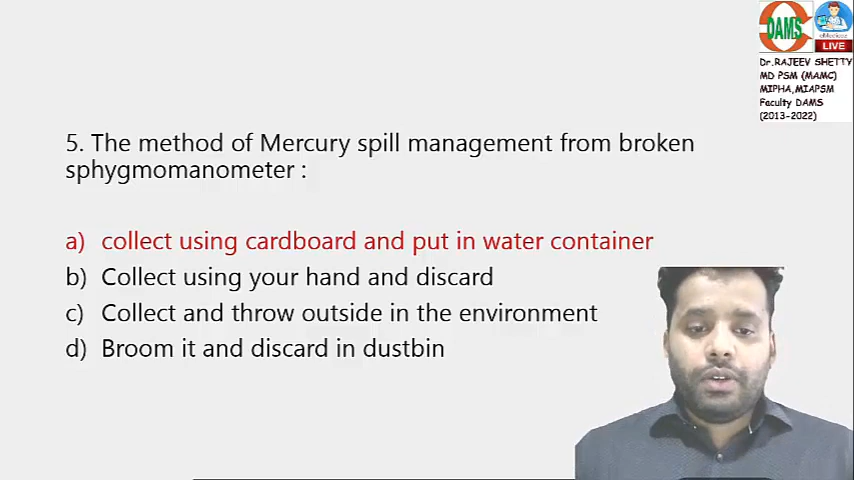 DAMS
eMedicoz
LIVE
Dr.RAJEEV SHETTY
MD PSM (MAMC)
MIPHA,MIAPSM
Faculty DAMS
(2013-2022)
5. The method of Mercury spill management from broken
sphygmomanometer :
a) collect using cardboard and put in water container
b) Collect using your hand and discard
c) Collect and throw outside in the environment
d) Broom it and discard in dustbin